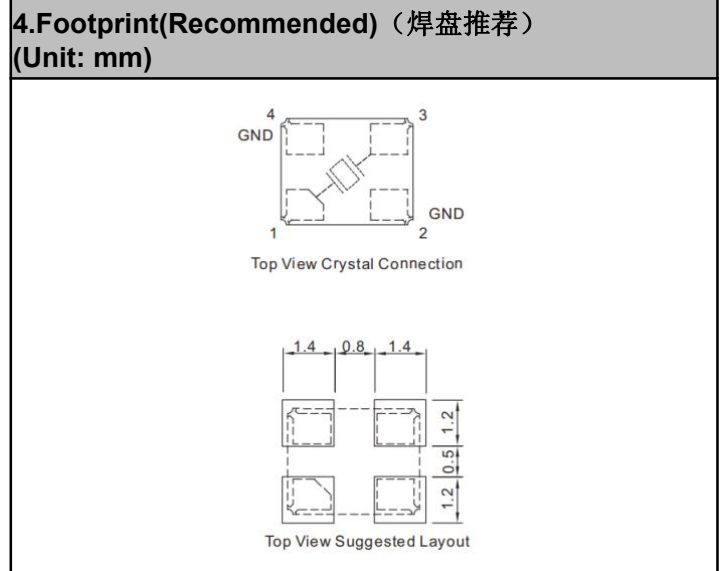 4.Footprint(Recommended)（焊盘推荐）
(Unit: mm)
4
3
GND
GND
1
2
Top View Crystal Connection
1.4 0.8 1.4
1.2
0.5
1.2
Top View Suggested Layout